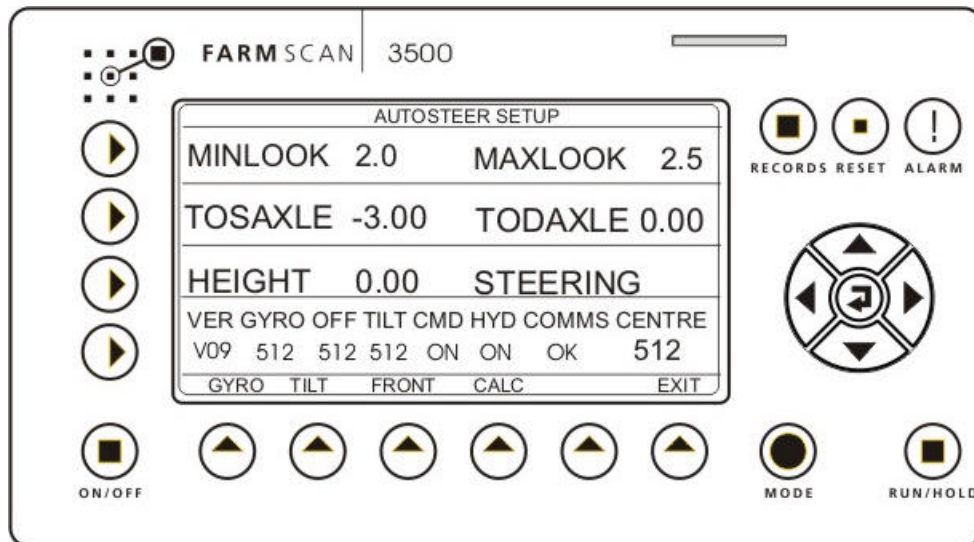 FARMSCAN 3500
AUTOSTEER SETUP
MINLOOK 2.0 MAXLOOK 2.5
TOSAXLE -3.00 TODAXLE 0.00
HEIGHT 0.00 STEERING
VER GYRO OFF TILT CMD HYD COMMS CENTRE
V09 512 512 512 ON ON OK 512
GYRO TILT FRONT CALC EXIT
RECORDS RESET ALARM
ON/OFF
MODE
RUN/HOLD